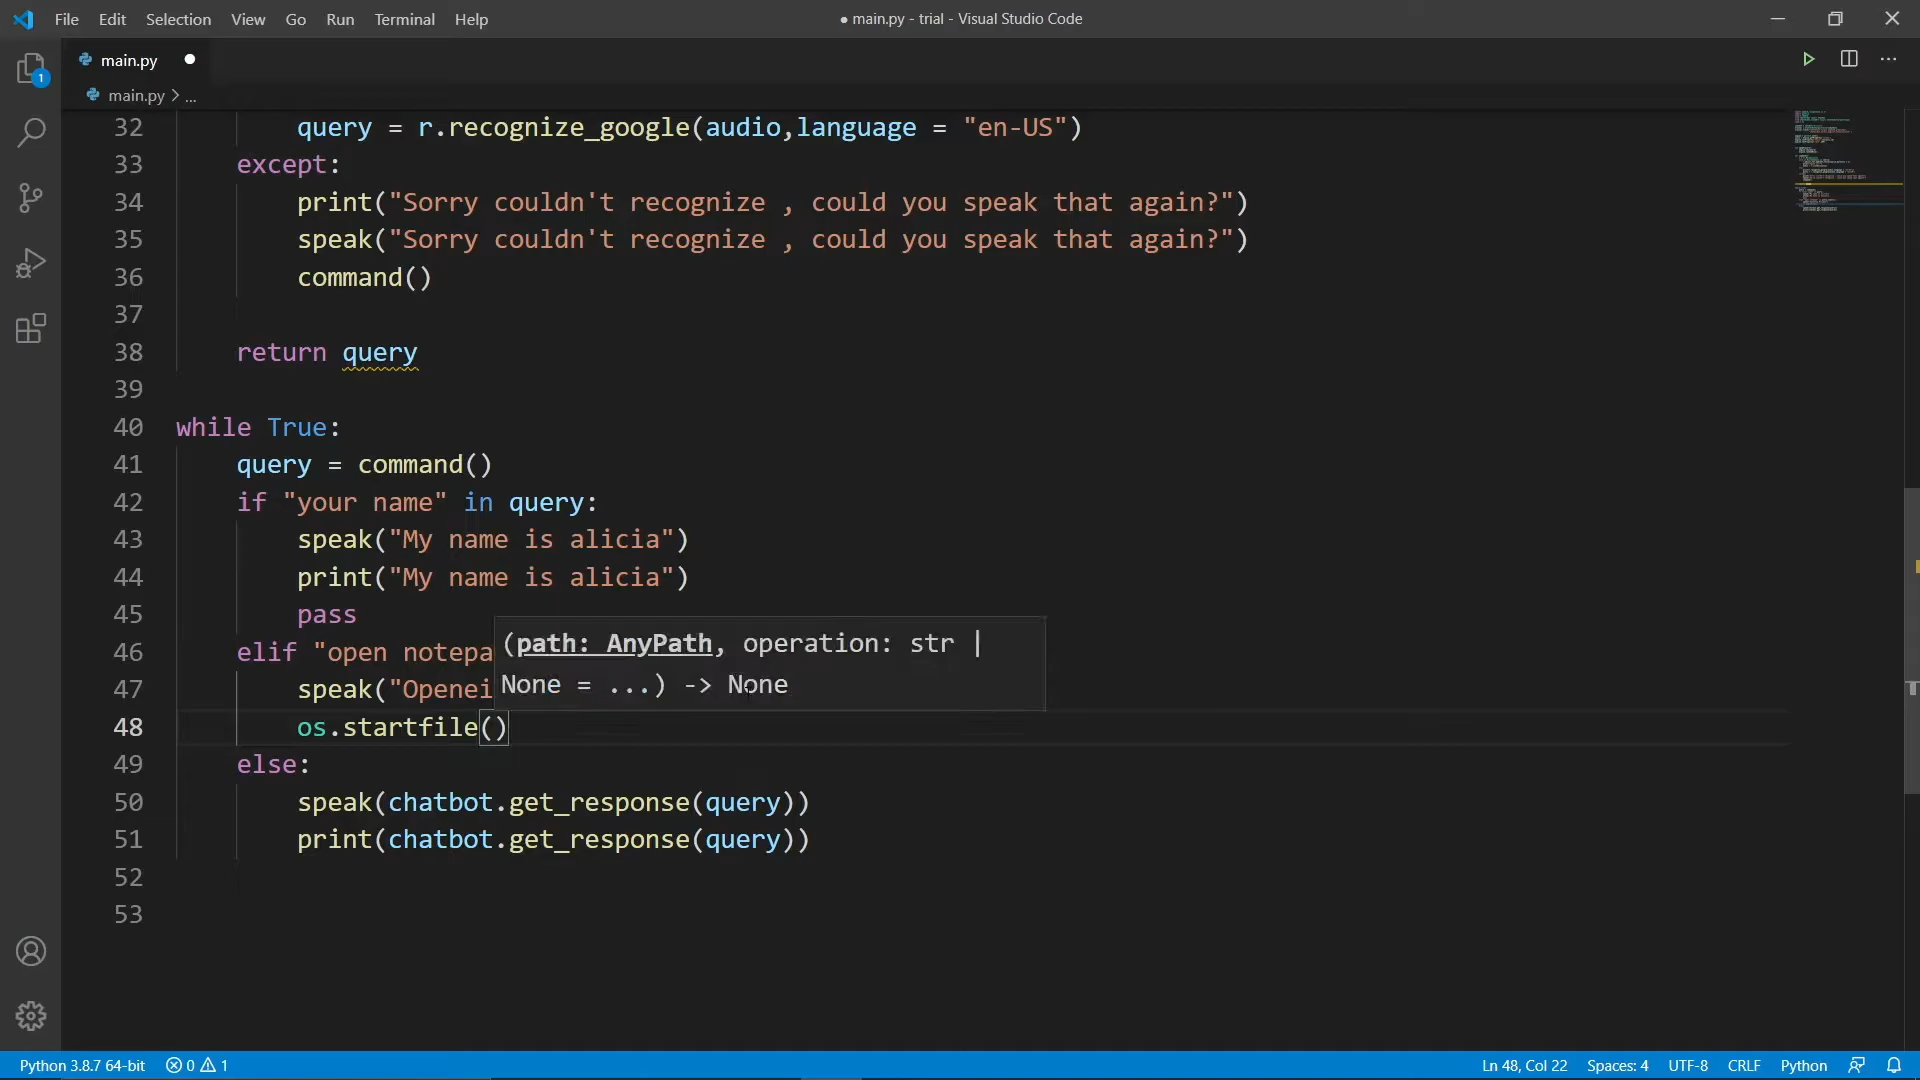 File Edit Selection View Go Run Terminal Help
● main.py - trial - Visual Studio Code
main.py ●
main.py > ...
1
32 query = r.recognize_google(audio,language = "en-US")
33 except:
34 print("Sorry couldn't recognize , could you speak that again?")
35 speak("Sorry couldn't recognize , could you speak that again?")
36 command()
37
38 return query
39
40 while True:
41 query = command()
42 if "your name" in query:
43 speak("My name is alicia")
44 print("My name is alicia")
45 pass
46 elif "open notepa
(path: AnyPath, operation: str |
None = ...) -> None
47 speak("Openei
48 os.startfile()
49 else:
50 speak(chatbot.get_response(query))
51 print(chatbot.get_response(query))
52
53
Python 3.8.7 64-bit 0 1 Ln 48, Col 22 Spaces: 4 UTF-8 CRLF Python